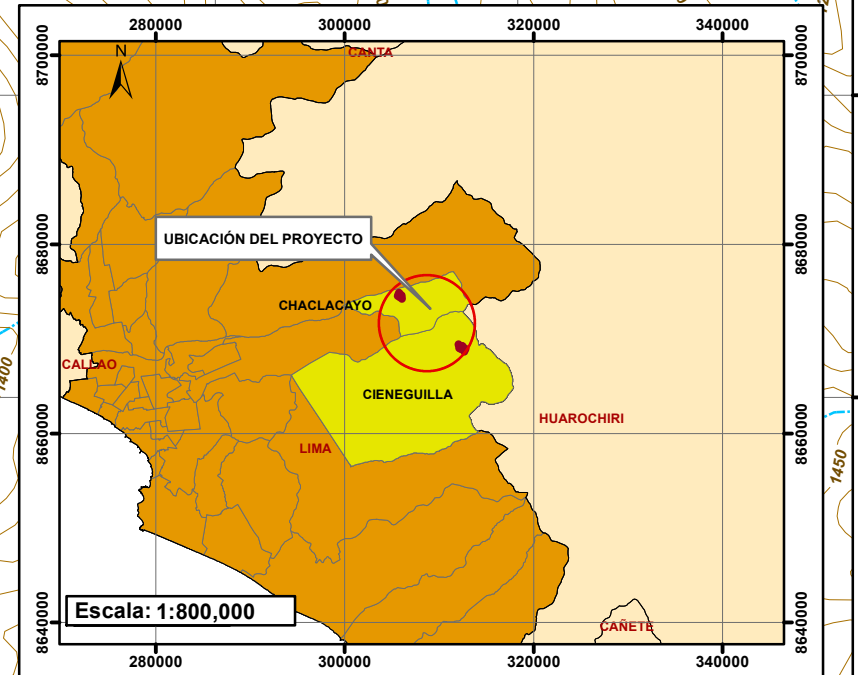 280000
300000
320000
340000
8700000
8700000
N
CANTA
8680000
8680000
UBICACIÓN DEL PROYECTO
CHACLACAYO
CALLAO
1400
CIENEGUILLA
HUAROCHIRI
8660000
8660000
LIMA
1450
Escala: 1:800,000
8640000
8640000
CAÑETE
280000
300000
320000
340000